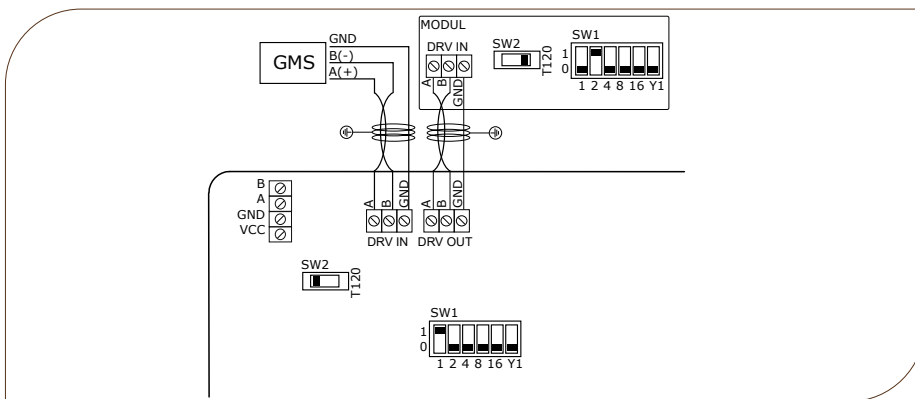 MODUL
DRV IN
A B GND
SW2
T120
SW1
1
0
1 2 4 8 16 Y1
GMS
GND
B(-)
A(+)
B
A
GND
VCC
A B GND
DRV IN
A B GND
DRV OUT
SW2
T120
SW1
1
0
1 2 4 8 16 Y1